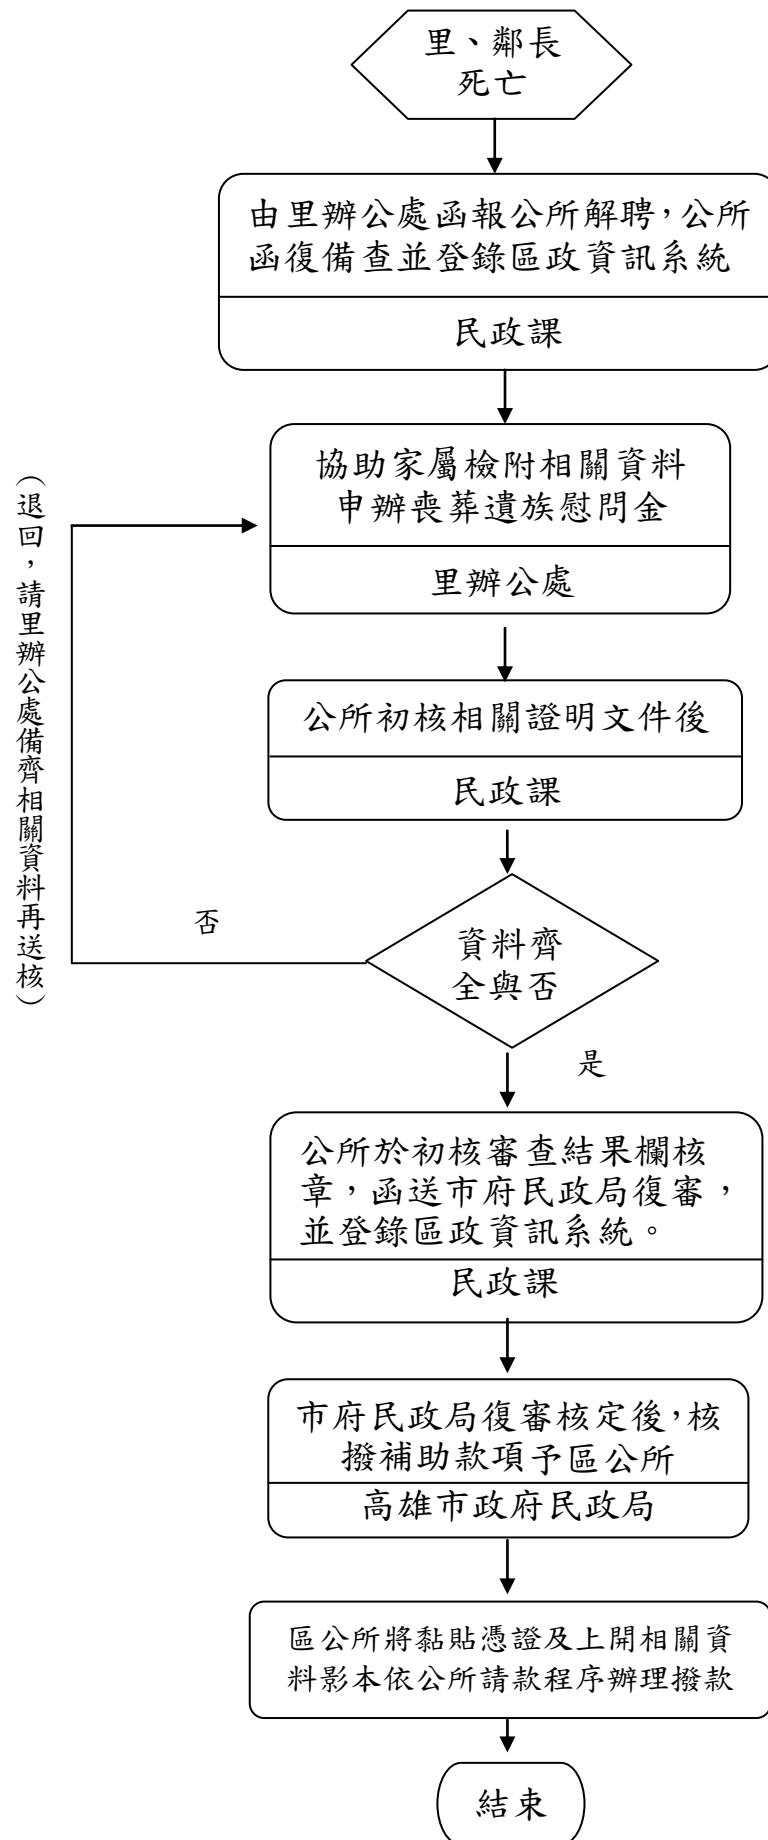 里、鄰長
死亡
由里辦公處函報公所解聘，公所
函復備查並登錄區政資訊系統
民政課
協助家屬檢附相關資料
申辦喪葬遺族慰問金
里辦公處
（退回，請里辦公處備齊相關資料再送核）
公所初核相關證明文件後
民政課
否
資料齊
全與否
是
公所於初核審查結果欄核
章，函送市府民政局復審，
並登錄區政資訊系統。
民政課
市府民政局復審核定後，核
撥補助款項予區公所
高雄市政府民政局
區公所將黏貼憑證及上開相關資
料影本依公所請款程序辦理撥款
結束